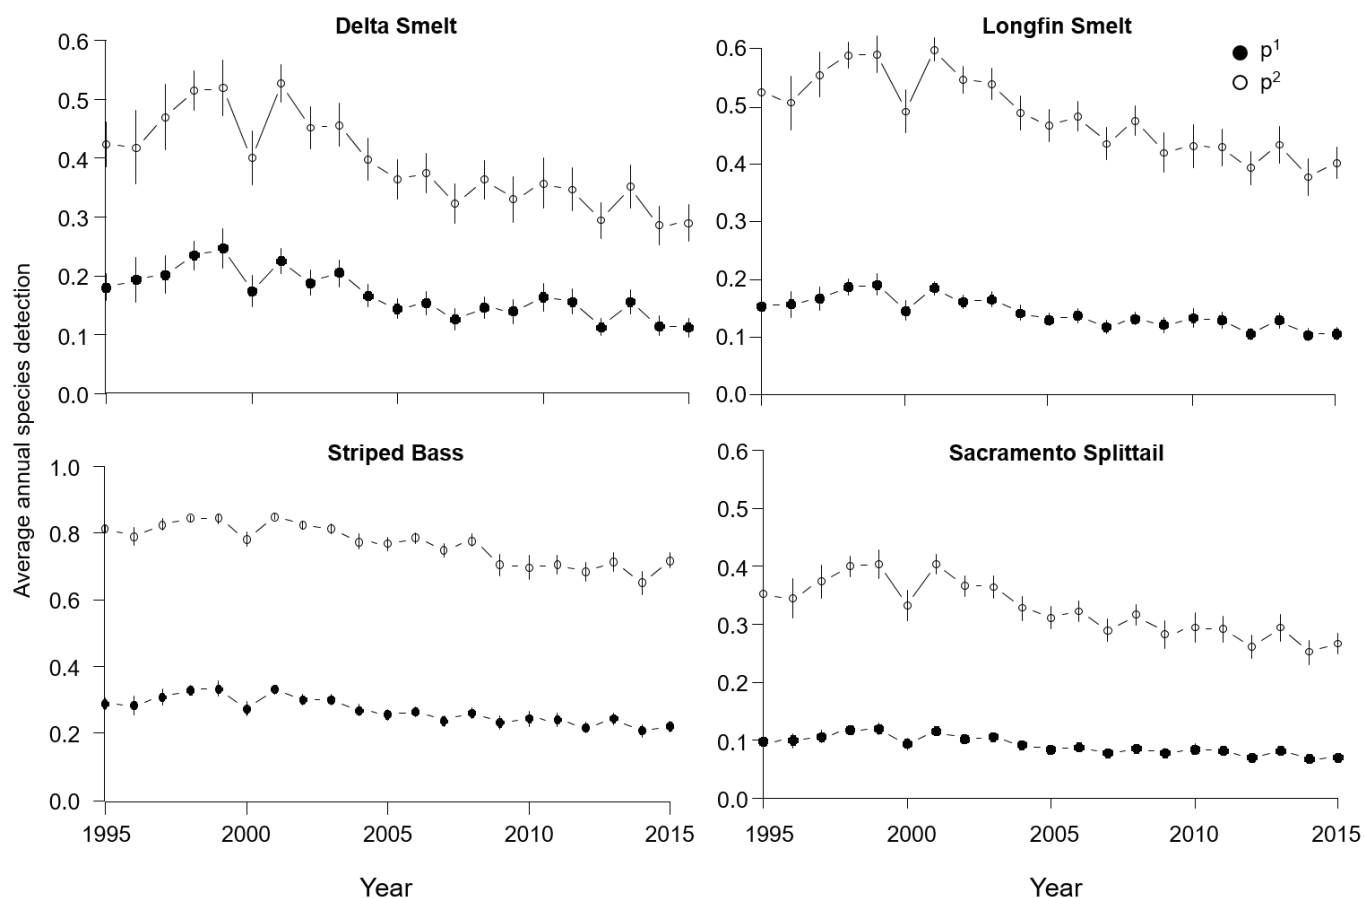 Delta Smelt
0.6
0.5
0.4
0.3
0.2
0.1
0.0
Longfin Smelt
p1
p2
0.6
0.5
0.4
0.3
0.2
0.1
0.0
Average annual species detection
Striped Bass
1.0
0.8
0.6
0.4
0.2
0.0
1995 2000 2005 2010 2015
Year
Sacramento Splittail
0.6
0.5
0.4
0.3
0.2
0.1
0.0
1995 2000 2005 2010 2015
Year